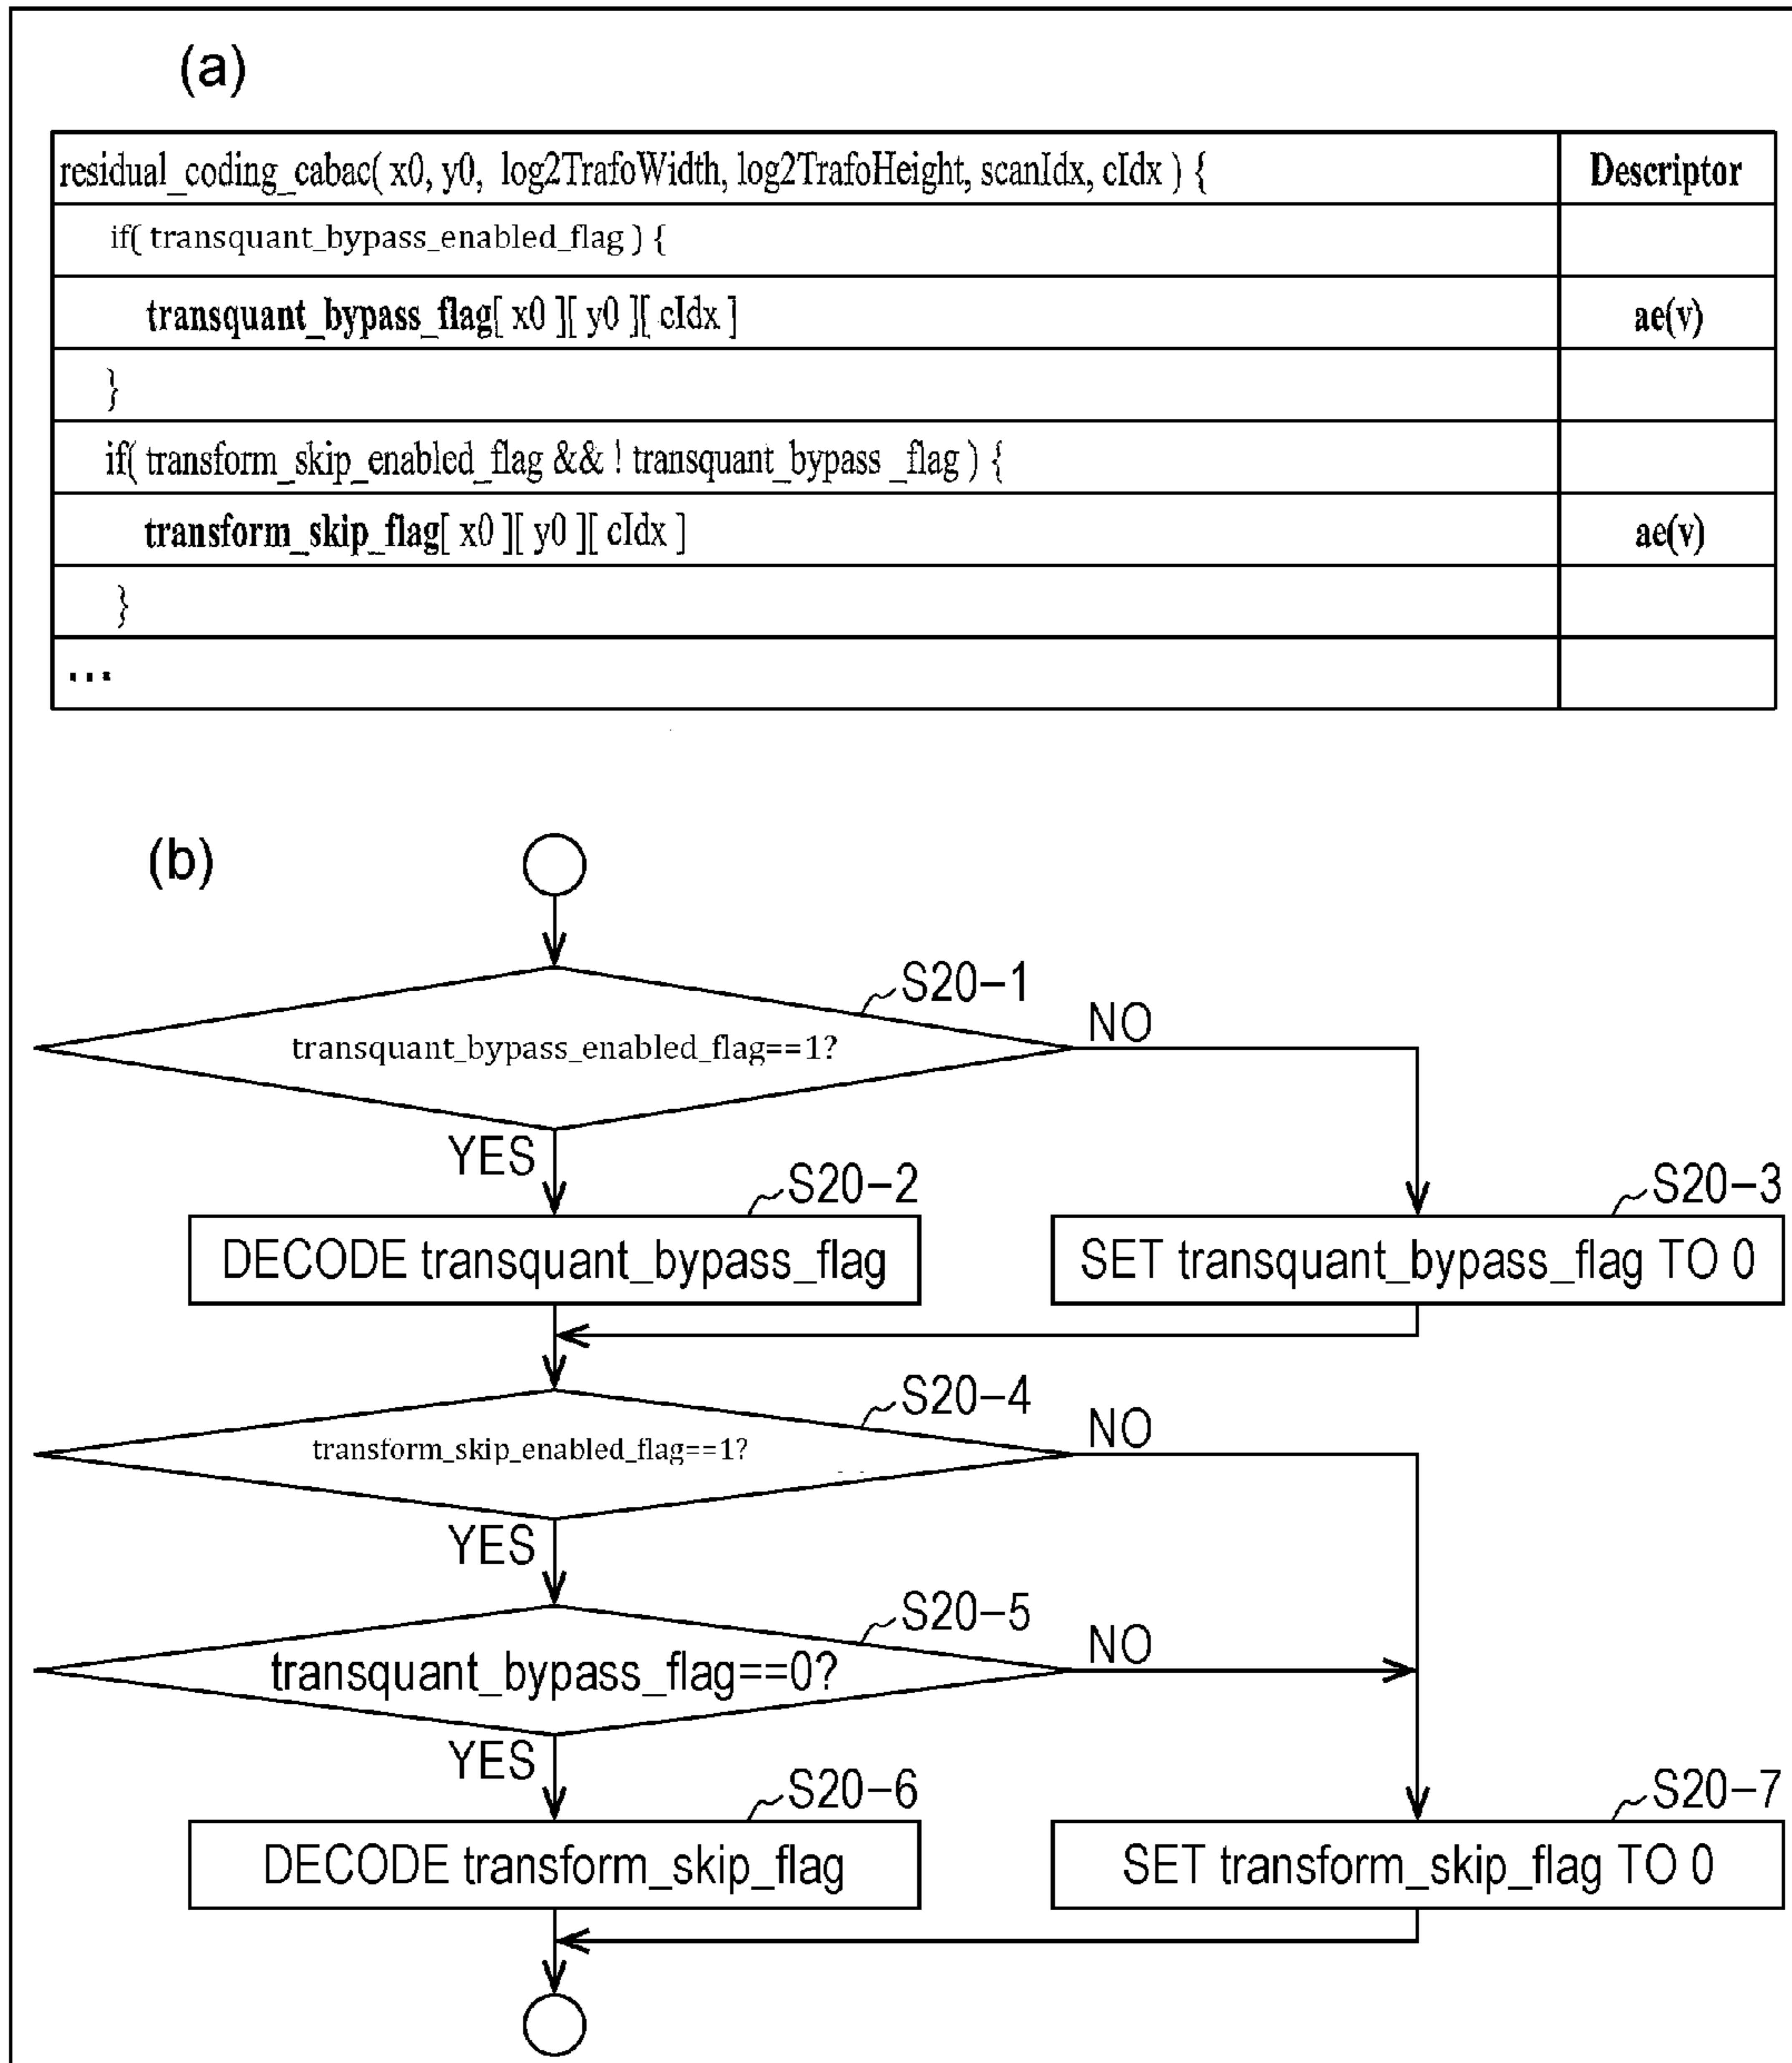 (a)
residual_coding_cabac( x0, y0, log2TrafoWidth, log2TrafoHeight, scanIdx, cIdx ) { Descriptor
if( transquant_bypass_enabled_flag ) {
transquant_bypass_flag[ x0 ][ y0 ][ cIdx ] ae(v)
}
if( transform_skip_enabled_flag && ! transquant_bypass _flag ) {
transform_skip_flag[ x0 ][ y0 ][ cIdx ] ae(v)
}
...
(b)
S20-1
transquant_bypass_enabled_flag==1?
NO
YES
S20-2
S20-3
DECODE transquant_bypass_flag
SET transquant_bypass_flag TO 0
S20-4
transform_skip_enabled_flag==1?
NO
YES
S20-5
transquant_bypass_flag==0?
NO
YES
S20-6
S20-7
DECODE transform_skip_flag
SET transform_skip_flag TO 0